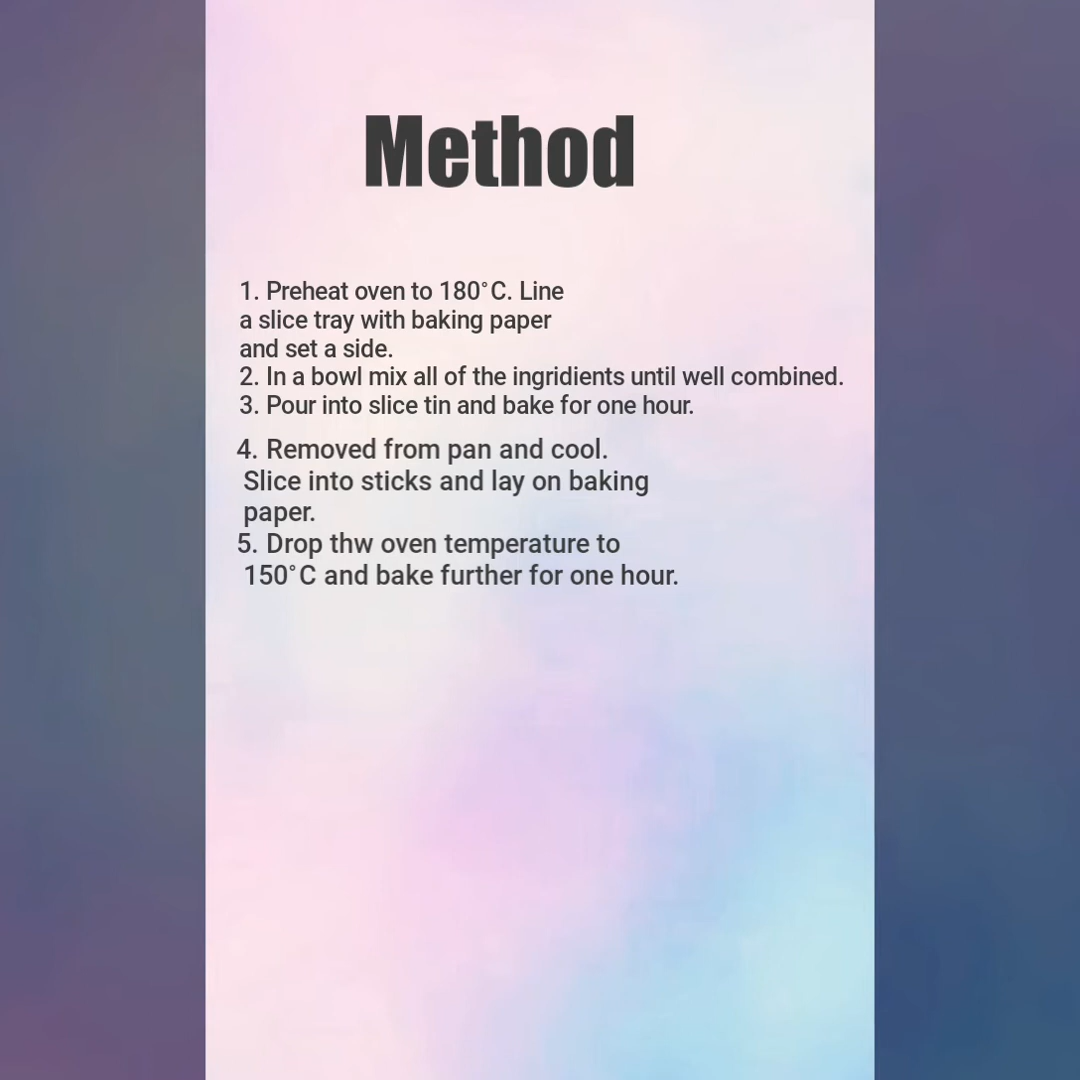 Method
1. Preheat oven to 180°C. Line
a slice tray with baking paper
and set a side.
2. In a bowl mix all of the ingridients until well combined.
3. Pour into slice tin and bake for one hour.
4. Removed from pan and cool.
Slice into sticks and lay on baking
paper.
5. Drop thw oven temperature to
150°C and bake further for one hour.